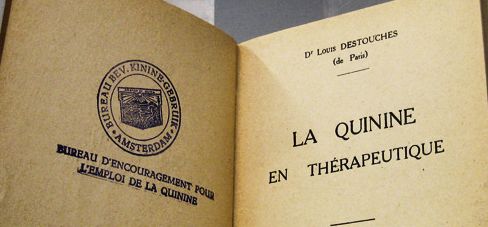 BUREAU BEV. KININE-GEBRUIK
AMSTERDAM
BUREAU D'ENCOURAGEMENT POUR
L'EMPLOI DE LA QUININE
Dr Louis DESTOUCHES
(de Paris)
LA QUININE
EN THÉRAPEUTIQUE